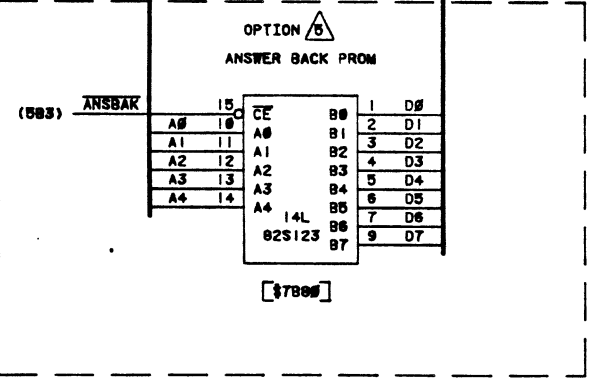 OPTION 5
ANSWER BACK PROM
(5B3) ANSBAK 15 CE B0 1 D0
A0 10 A0 B1 2 D1
A1 11 A1 B2 3 D2
A2 12 A2 B3 4 D3
A3 13 A3 B4 5 D4
A4 14 A4 B5 6 D5
14L B6 7 D6
82S123 B7 9 D7
[$7B80]